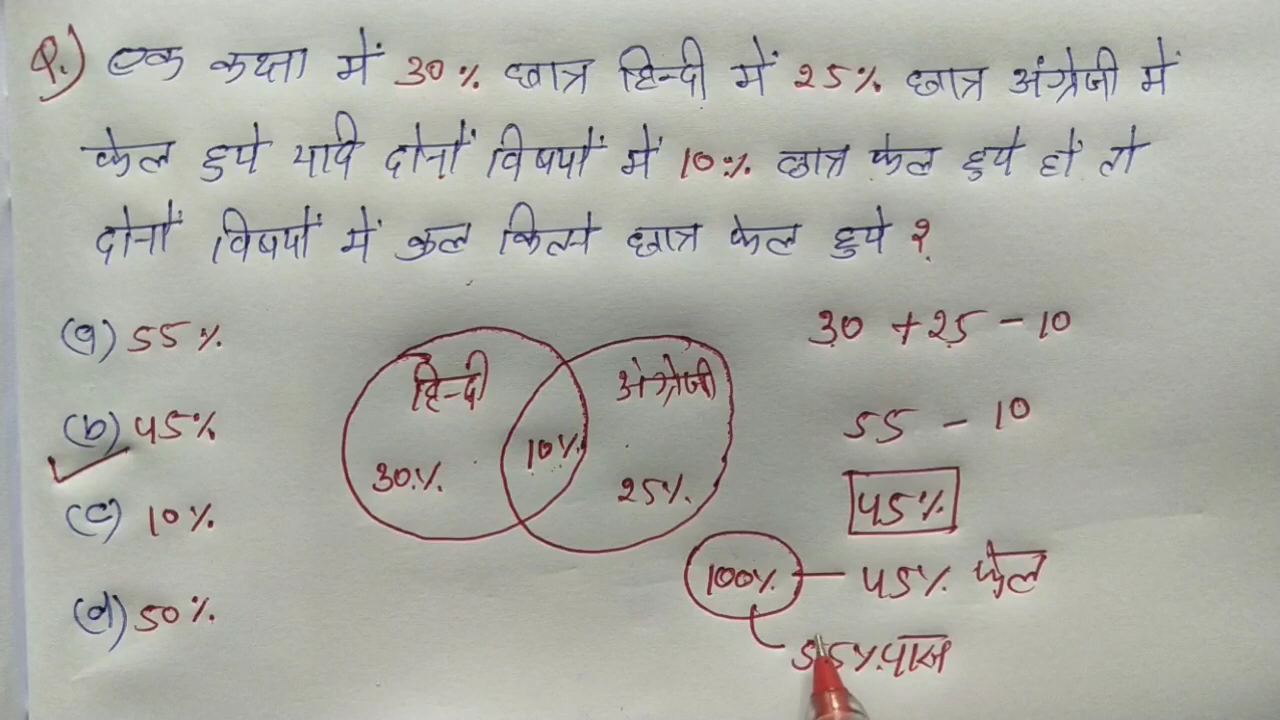 Q.) एक कक्षा में 30% छात्र हिन्दी में 25% छात्र अंग्रेजी में
फेल हुये यदि दोनों विषयों में 10% छात्र फेल हुये हों तो
दोनों विषयों में कुल कितने छात्र फेल हुये ?
(a) 55%
(b) 45%
(c) 10%
(d) 50%
हिन्दी
अंग्रेजी
30%
10%
25%
30 + 25 - 10
55 - 10
45%
100% — 45% फेल
55% पास